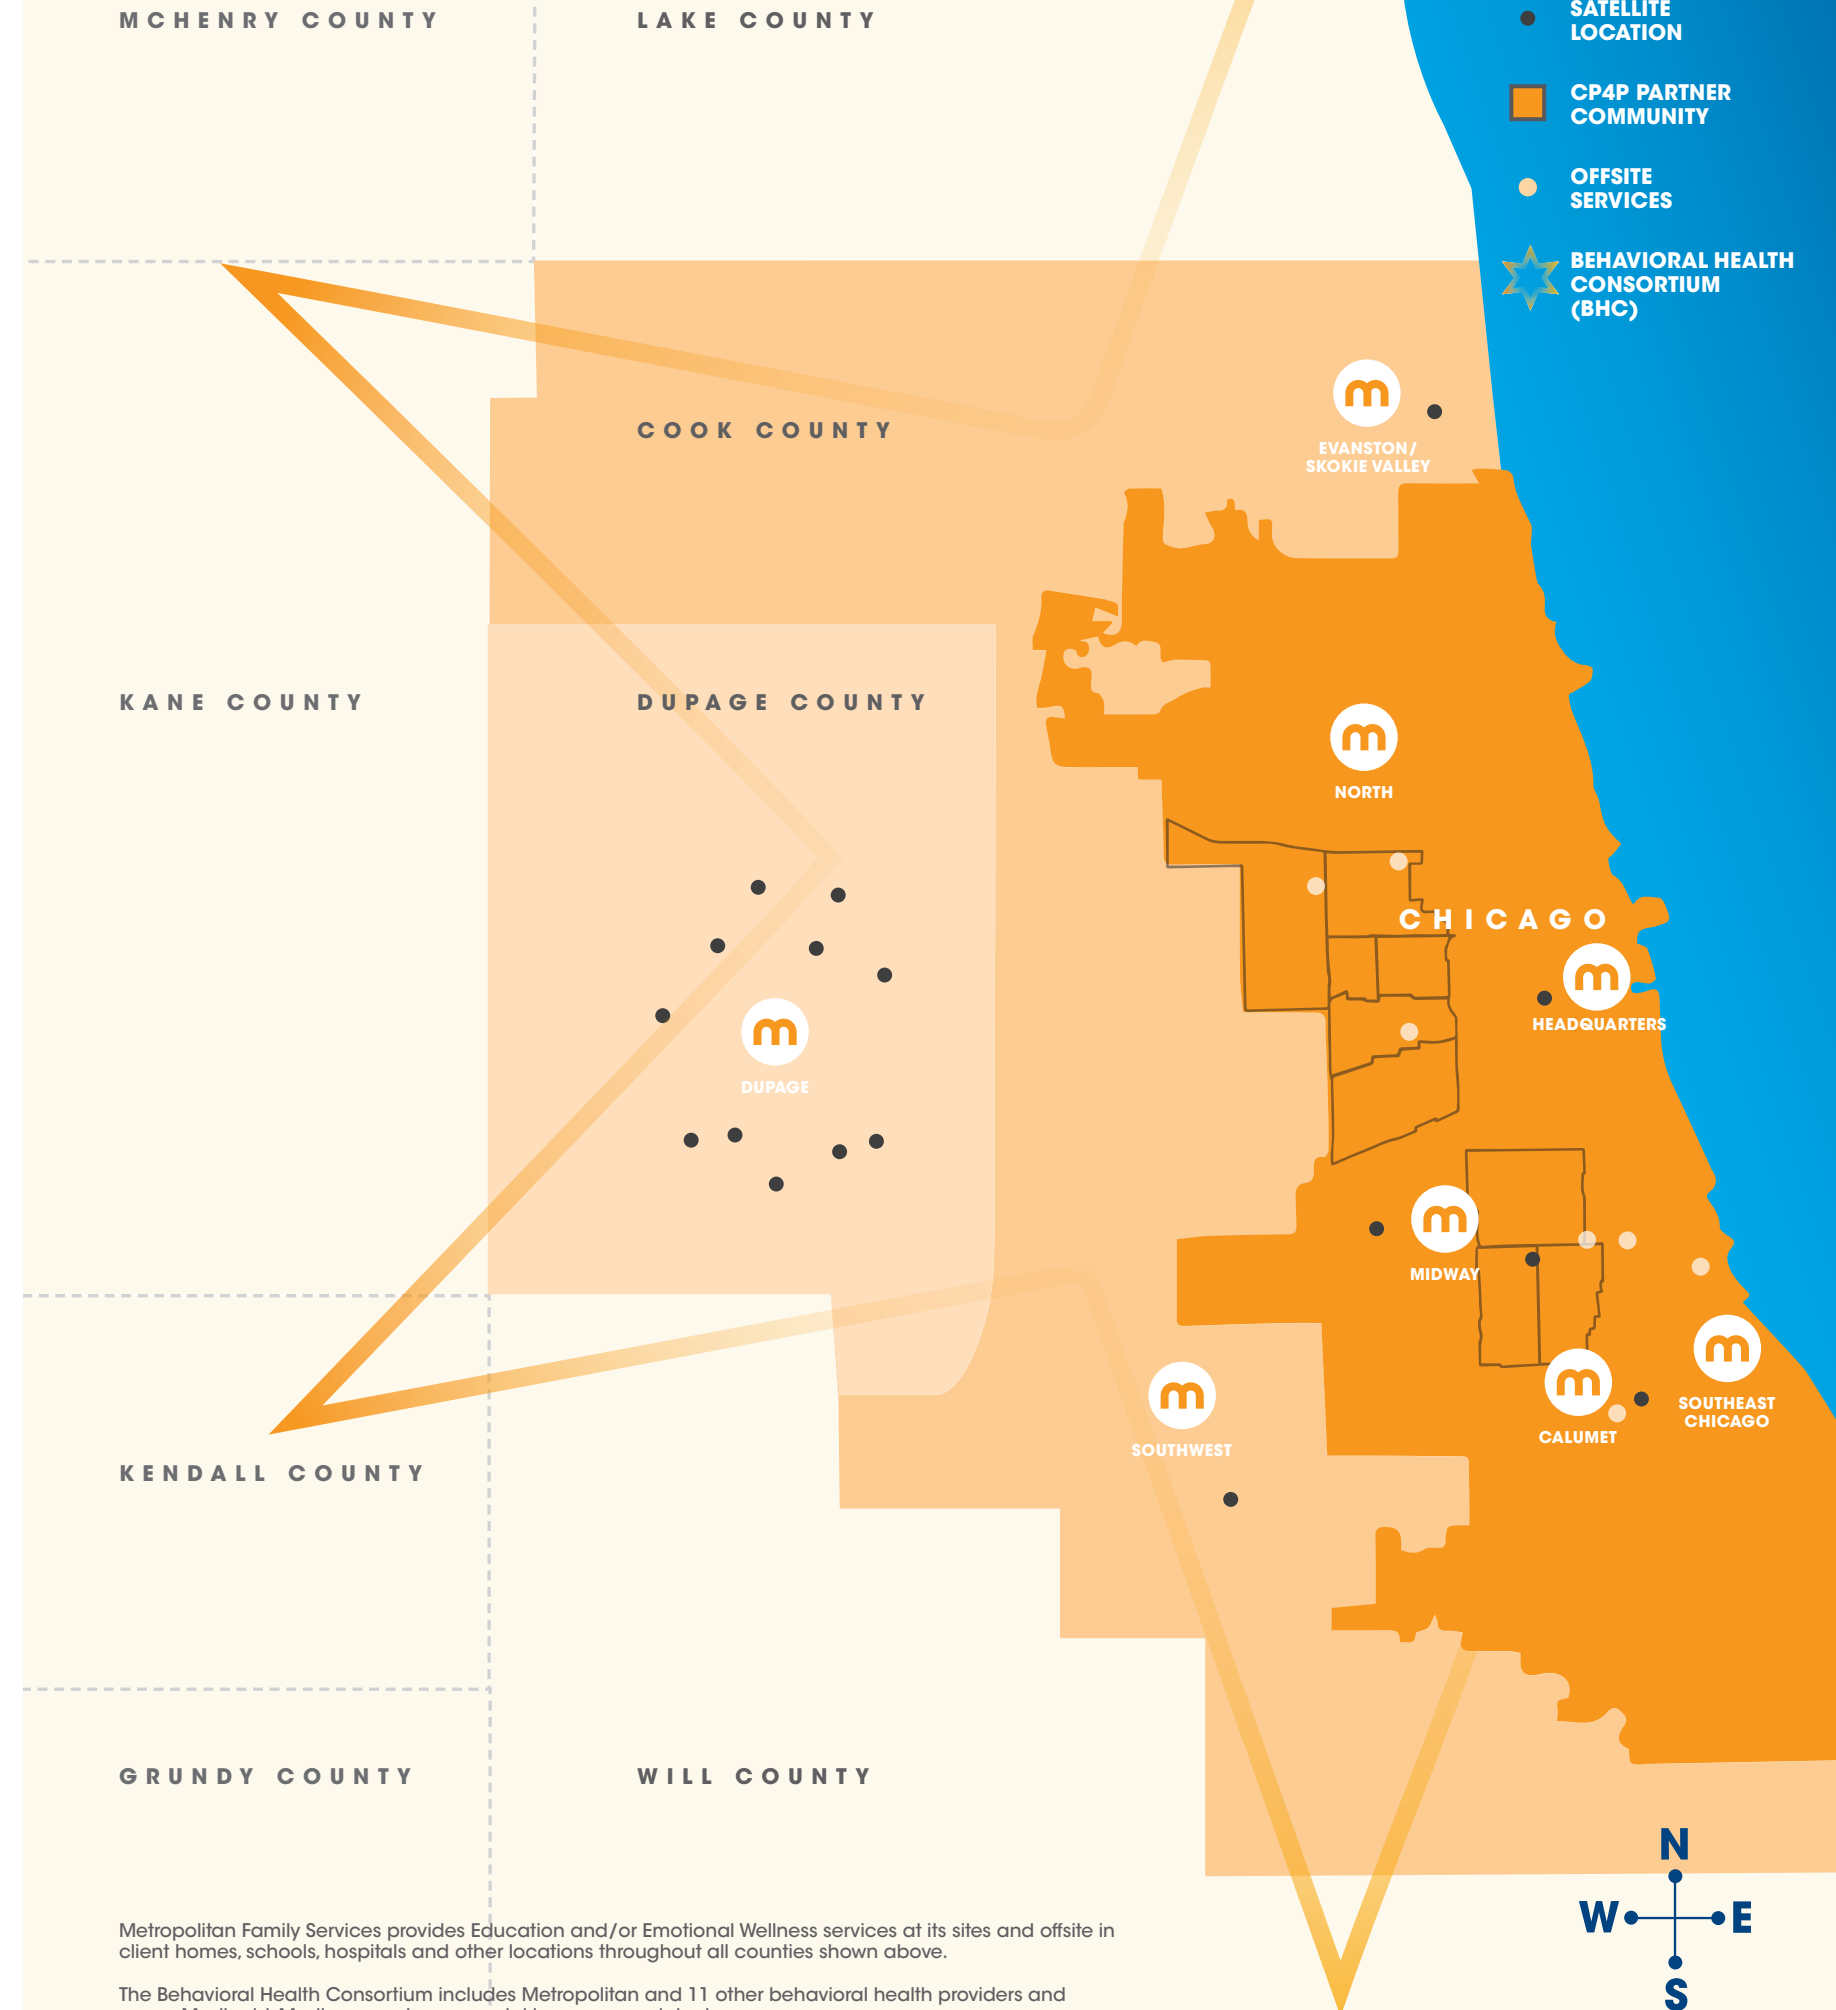 MCHENRY COUNTY
LAKE COUNTY
SATELLITE
LOCATION
CP4P PARTNER
COMMUNITY
OFFSITE
SERVICES
BEHAVIORAL HEALTH
CONSORTIUM
(BHC)
COOK COUNTY
m
EVANSTON/
SKOKIE VALLEY
KANE COUNTY
DUPAGE COUNTY
m
NORTH
CHICAGO
m
HEADQUARTERS
m
DUPAGE
m
MIDWAY
m
SOUTHEAST
CHICAGO
m
CALUMET
m
SOUTHWEST
KENDALL COUNTY
GRUNDY COUNTY
WILL COUNTY
N
W E
S
Metropolitan Family Services provides Education and/or Emotional Wellness services at its sites and offsite in
client homes, schools, hospitals and other locations throughout all counties shown above.
The Behavioral Health Consortium includes Metropolitan and 11 other behavioral health providers and